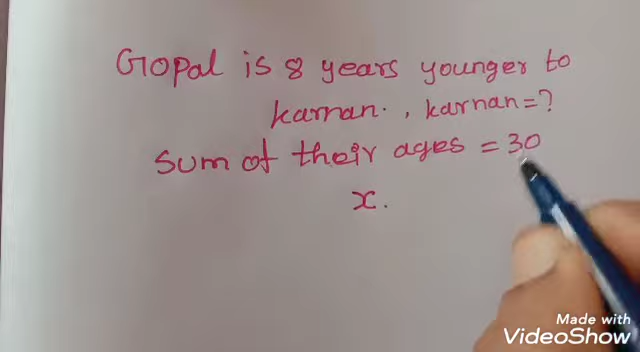 Gopal is 8 years younger to
karnan. , karnan=?
Sum of their ages = 30
x.
Made with
VideoShow